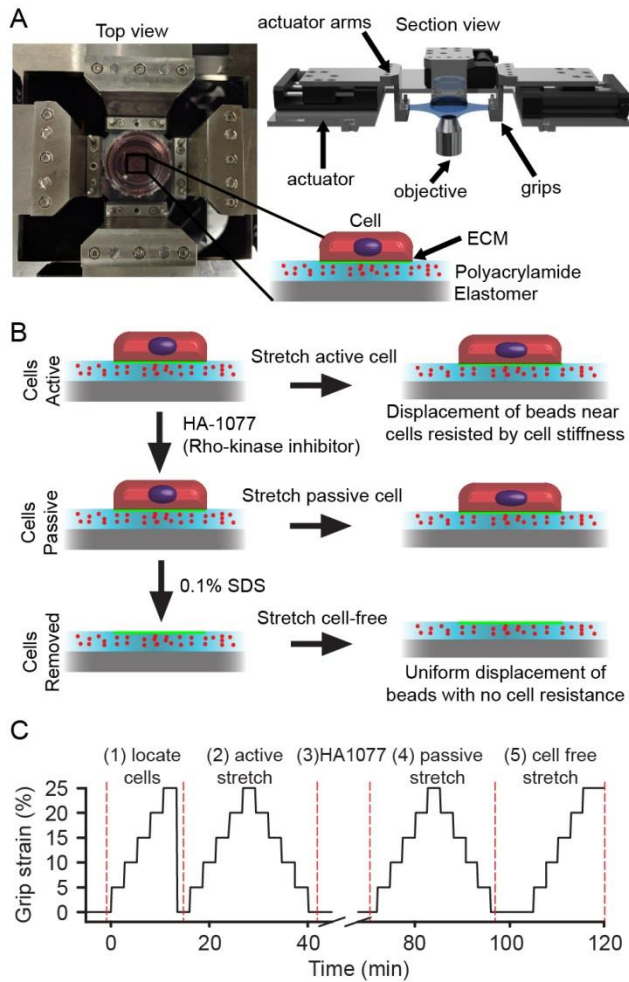 A
Top view
actuator arms
Section view
actuator
objective
grips
Cell
ECM
Polyacrylamide
Elastomer
B
Cells
Active
Stretch active cell
Displacement of beads near
cells resisted by cell stiffness
HA-1077
(Rho-kinase inhibitor)
Cells
Passive
Stretch passive cell
0.1% SDS
Cells
Removed
Stretch cell-free
Uniform displacement of
beads with no cell resistance
C
(1) locate
cells
(2) active
stretch
(3)HA1077
(4) passive
stretch
(5) cell free
stretch
Grip strain (%)
25
20
15
10
5
0
0 20 40 80 100 120
Time (min)